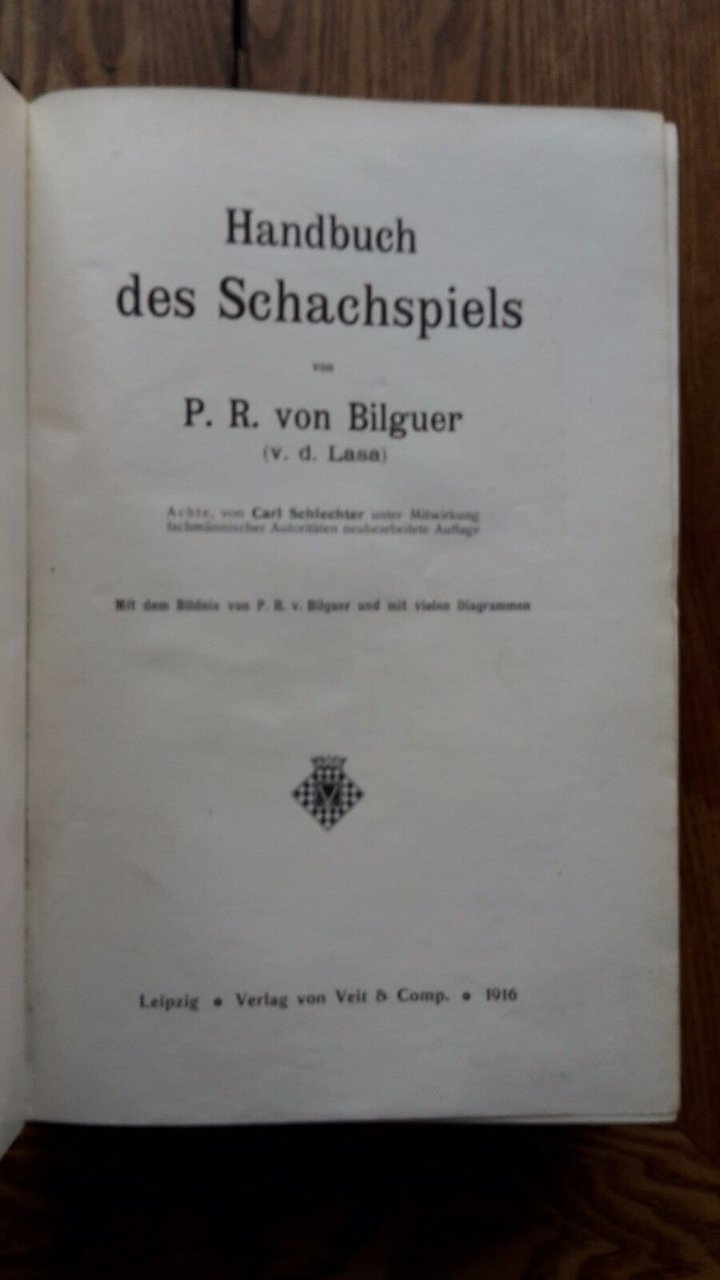 Handbuch
des Schachspiels
von
P. R. von Bilguer
(v. d. Lasa)
Achte, von Carl Schlechter unter Mitwirkung
fachmännischer Autoritäten neubearbeitete Auflage
Mit dem Bildnis von P. R. v. Bilguer und mit vielen Diagrammen
V
Leipzig • Verlag von Veit & Comp. • 1916